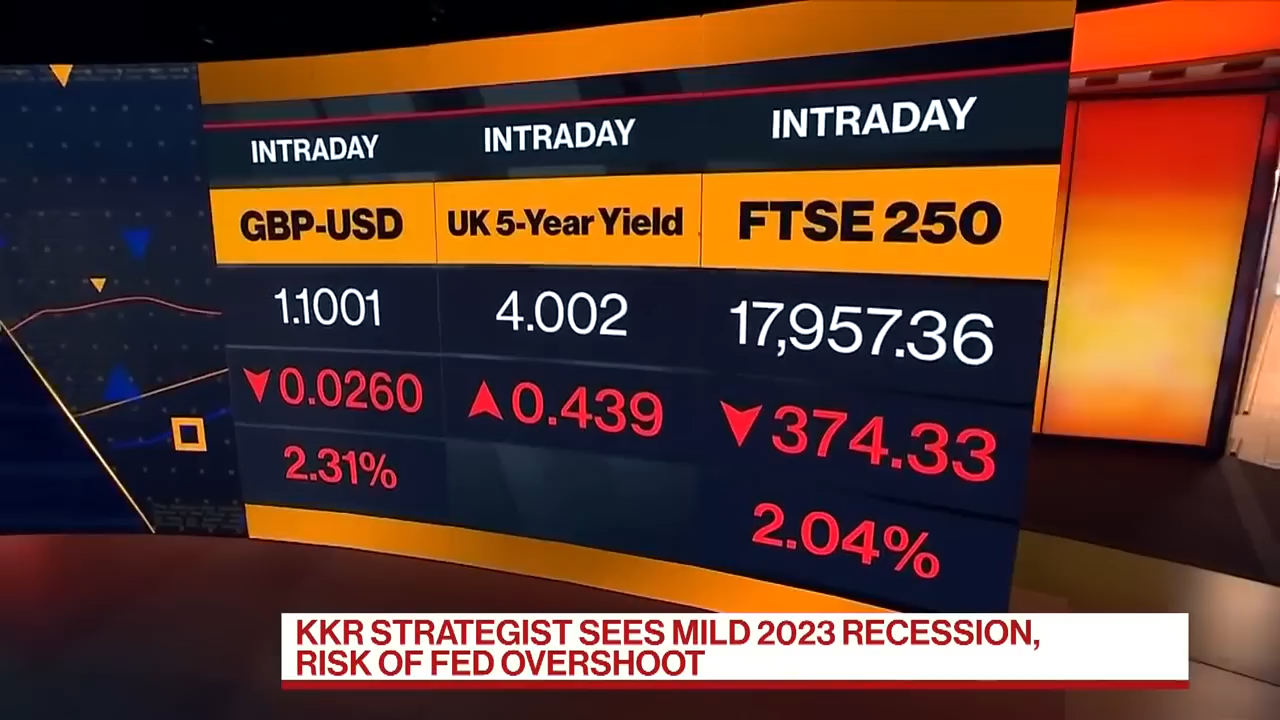 INTRADAY INTRADAY INTRADAY
GBP-USD UK 5-Year Yield FTSE 250
1.1001 4.002 17,957.36
▼0.0260 ▲0.439 ▼374.33
2.31% 2.04%
KKR STRATEGIST SEES MILD 2023 RECESSION,
RISK OF FED OVERSHOOT